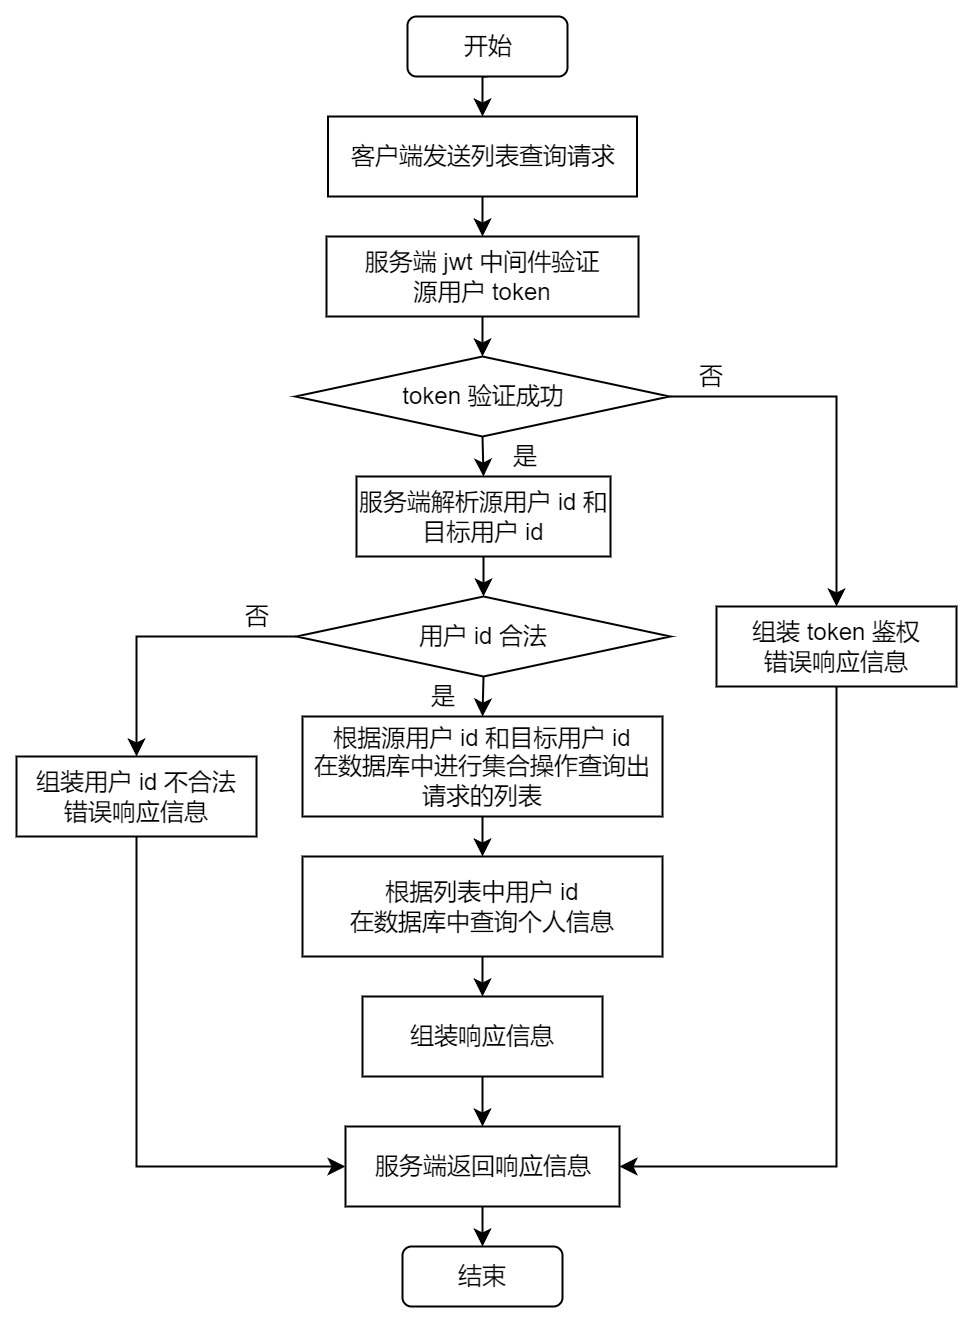 开始
客户端发送列表查询请求
服务端 jwt 中间件验证
源用户 token
token 验证成功
否
是
服务端解析源用户 id 和
目标用户 id
用户 id 合法
否
是
组装 token 鉴权
错误响应信息
根据源用户 id 和目标用户 id
在数据库中进行集合操作查询出
请求的列表
组装用户 id 不合法
错误响应信息
根据列表中用户 id
在数据库中查询个人信息
组装响应信息
服务端返回响应信息
结束